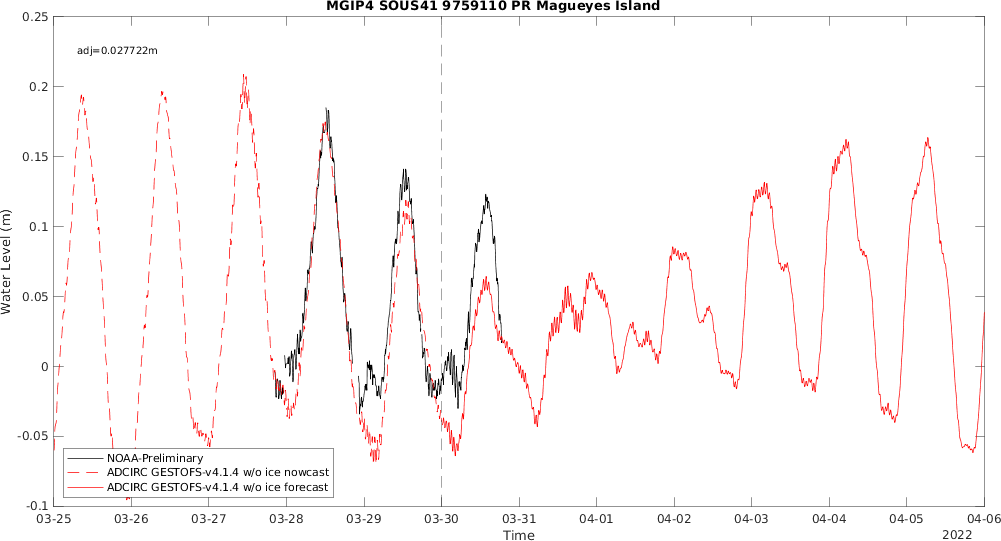 MGIP4 SOUS41 9759110 PR Magueyes Island
adj=0.027722m
0.25
0.2
0.15
0.1
0.05
0
-0.05
-0.1
Water Level (m)
NOAA-Preliminary
ADCIRC GESTOFS-v4.1.4 w/o ice nowcast
ADCIRC GESTOFS-v4.1.4 w/o ice forecast
03-25 03-26 03-27 03-28 03-29 03-30 03-31 04-01 04-02 04-03 04-04 04-05 04-06
Time
2022